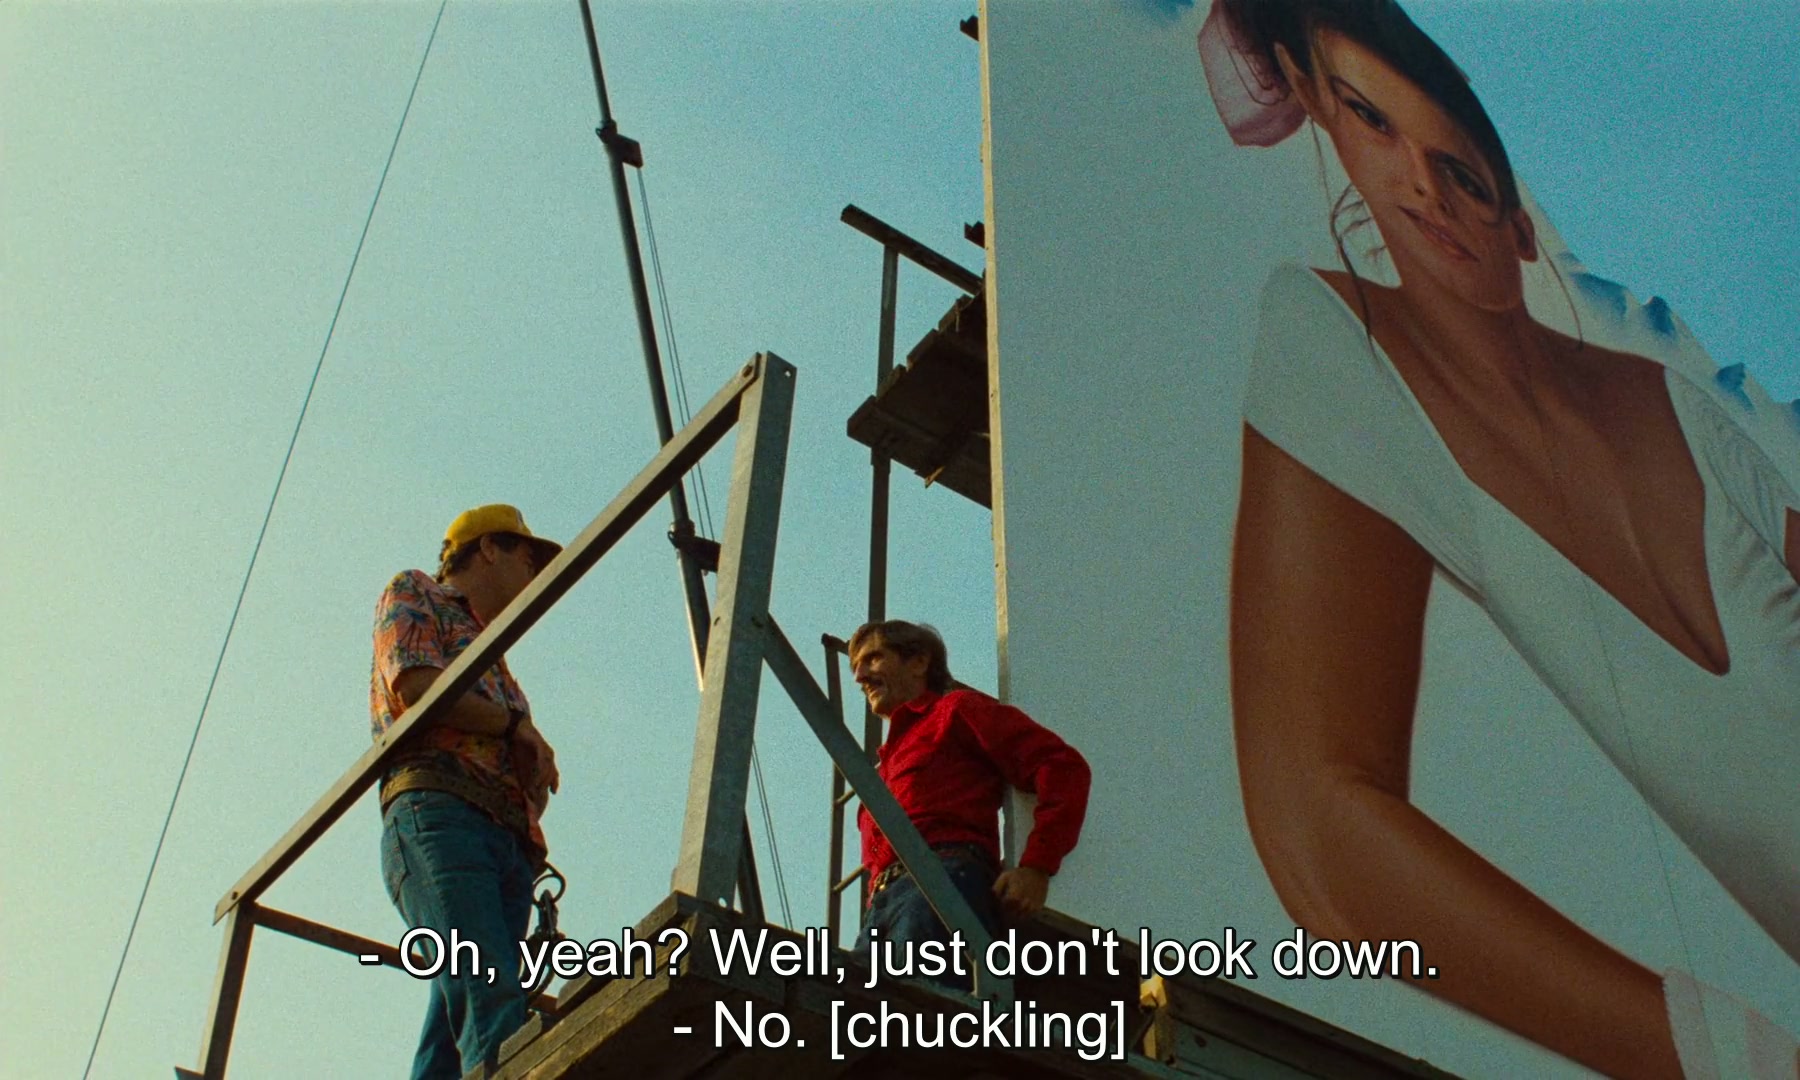 - Oh, yeah? Well, just don't look down.
- No. [chuckling]